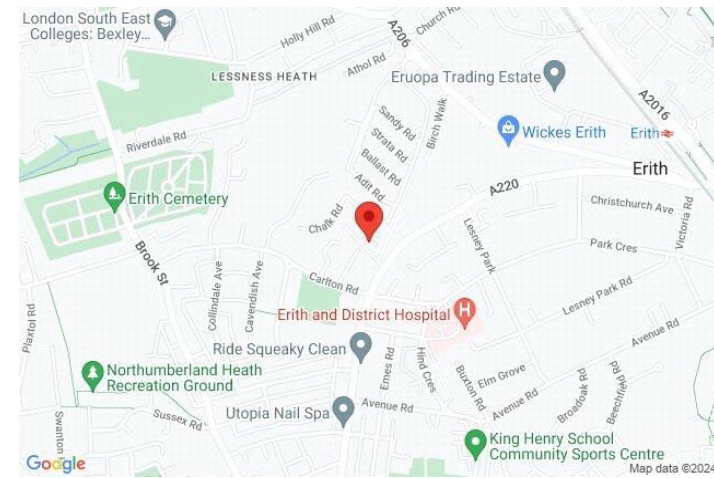 London South East
Colleges: Bexley...
Holly Hill Rd
A206
Church Rd
LESSNESS HEATH
Athol Rd
Eruopa Trading Estate
A2016
Sandy Rd
Birch Walk
Riverdale Rd
Strata Rd
Wickes Erith
Erith
Ballast Rd
Erith
Adit Rd
A220
Erith Cemetery
Christchurch Ave
Chalk Rd
Victoria Rd
Brook St
Lesney Park
Park Cres
Collindale Ave
Cavendish Ave
Carlton Rd
Lesney Park Rd
Plaxtol Rd
Erith and District Hospital
H
Avenue Rd
Ride Squeaky Clean
Northumberland Heath
Recreation Ground
Emes Rd
Hind Cres
Elm Grove
Buxton Rd
Broadoak Rd
Beechfield Rd
Sussex Rd
Utopia Nail Spa
Avenue Rd
Avenue Rd
Swanton
King Henry School
Community Sports Centre
Google
Map data ©2024